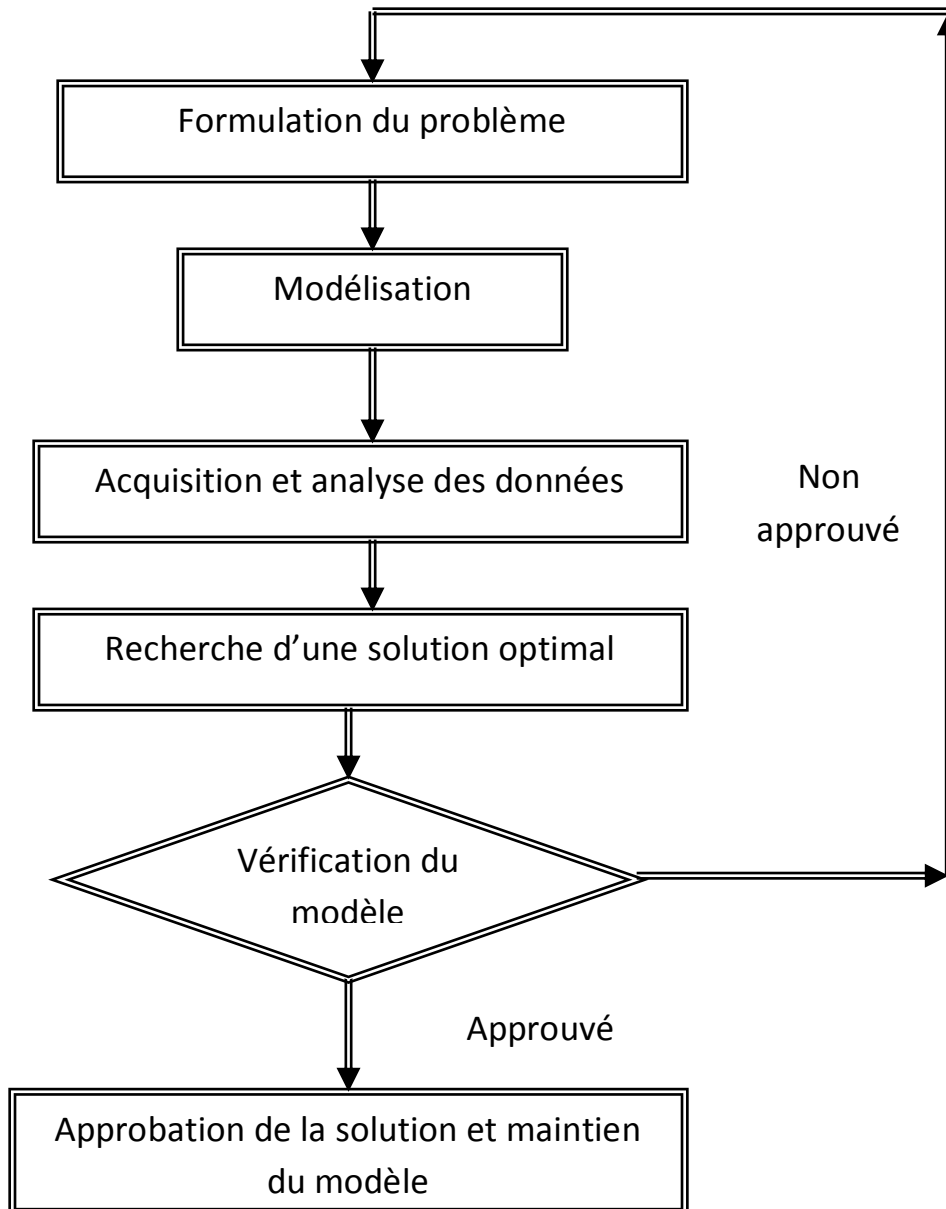 Formulation du problème
Modélisation
Acquisition et analyse des données
Non
approuvé
Recherche d’une solution optimal
Vérification du
modèle
Approuvé
Approbation de la solution et maintien
du modèle